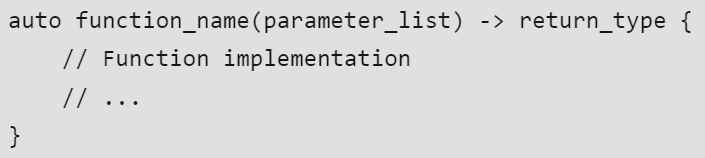 auto function_name(parameter_list) -> return_type {
    // Function implementation
    // ...
}